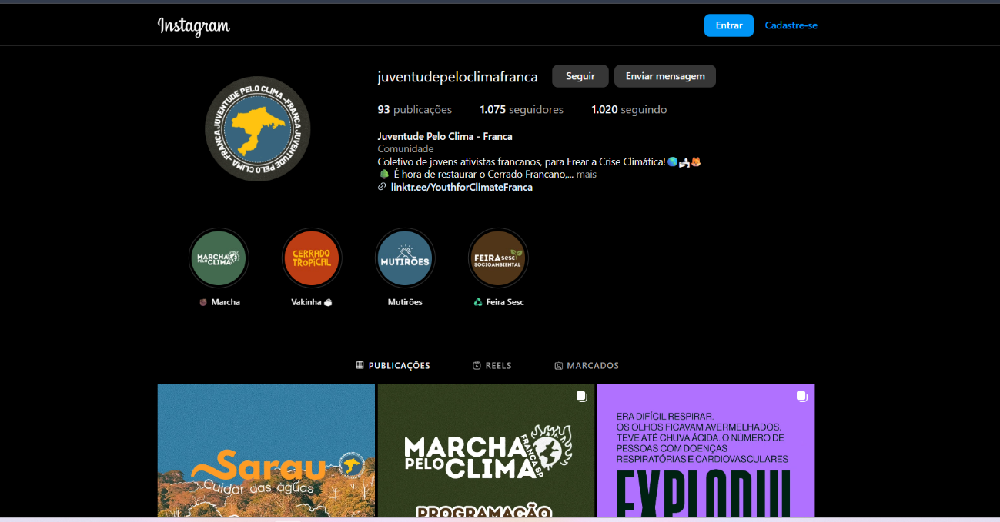 Instagram
Entrar
Cadastre-se
juventudepeloclimafranca
Seguir
Enviar mensagem
93 publicações
1.075 seguidores
1.020 seguindo
Juventude Pelo Clima - Franca
Comunidade
Coletivo de jovens ativistas francanos, para Frear a Crise Climática!🌎🦅🦊
🌳 É hora de restaurar o Cerrado Francano,... mais
linktr.ee/YouthforClimateFranca
JUVENTUDE PELO CLIMA - FRANCA JUVENTUDE PELO CLIMA - FRANCA
MARCHA
PELO CLIMA
CERRADO
TROPICAL
MUTIRÕES
FEIRA sesc
SOCIOAMBIENTAL
Marcha
Vakinha
Mutirões
Feira Sesc
PUBLICAÇÕES
REELS
MARCADOS
Sarau
Cuidar das aguas
MARCHA
PELO CLIMA
FRANCA SP
PROGRAMAÇÃO
ERA DIFÍCIL RESPIRAR.
OS OLHOS FICAVAM AVERMELHADOS.
TEVE ATÉ CHUVA ÁCIDA. O NÚMERO DE
PESSOAS COM DOENÇAS
RESPIRATÓRIAS E CARDIOVASCULARES
EXPLODIU